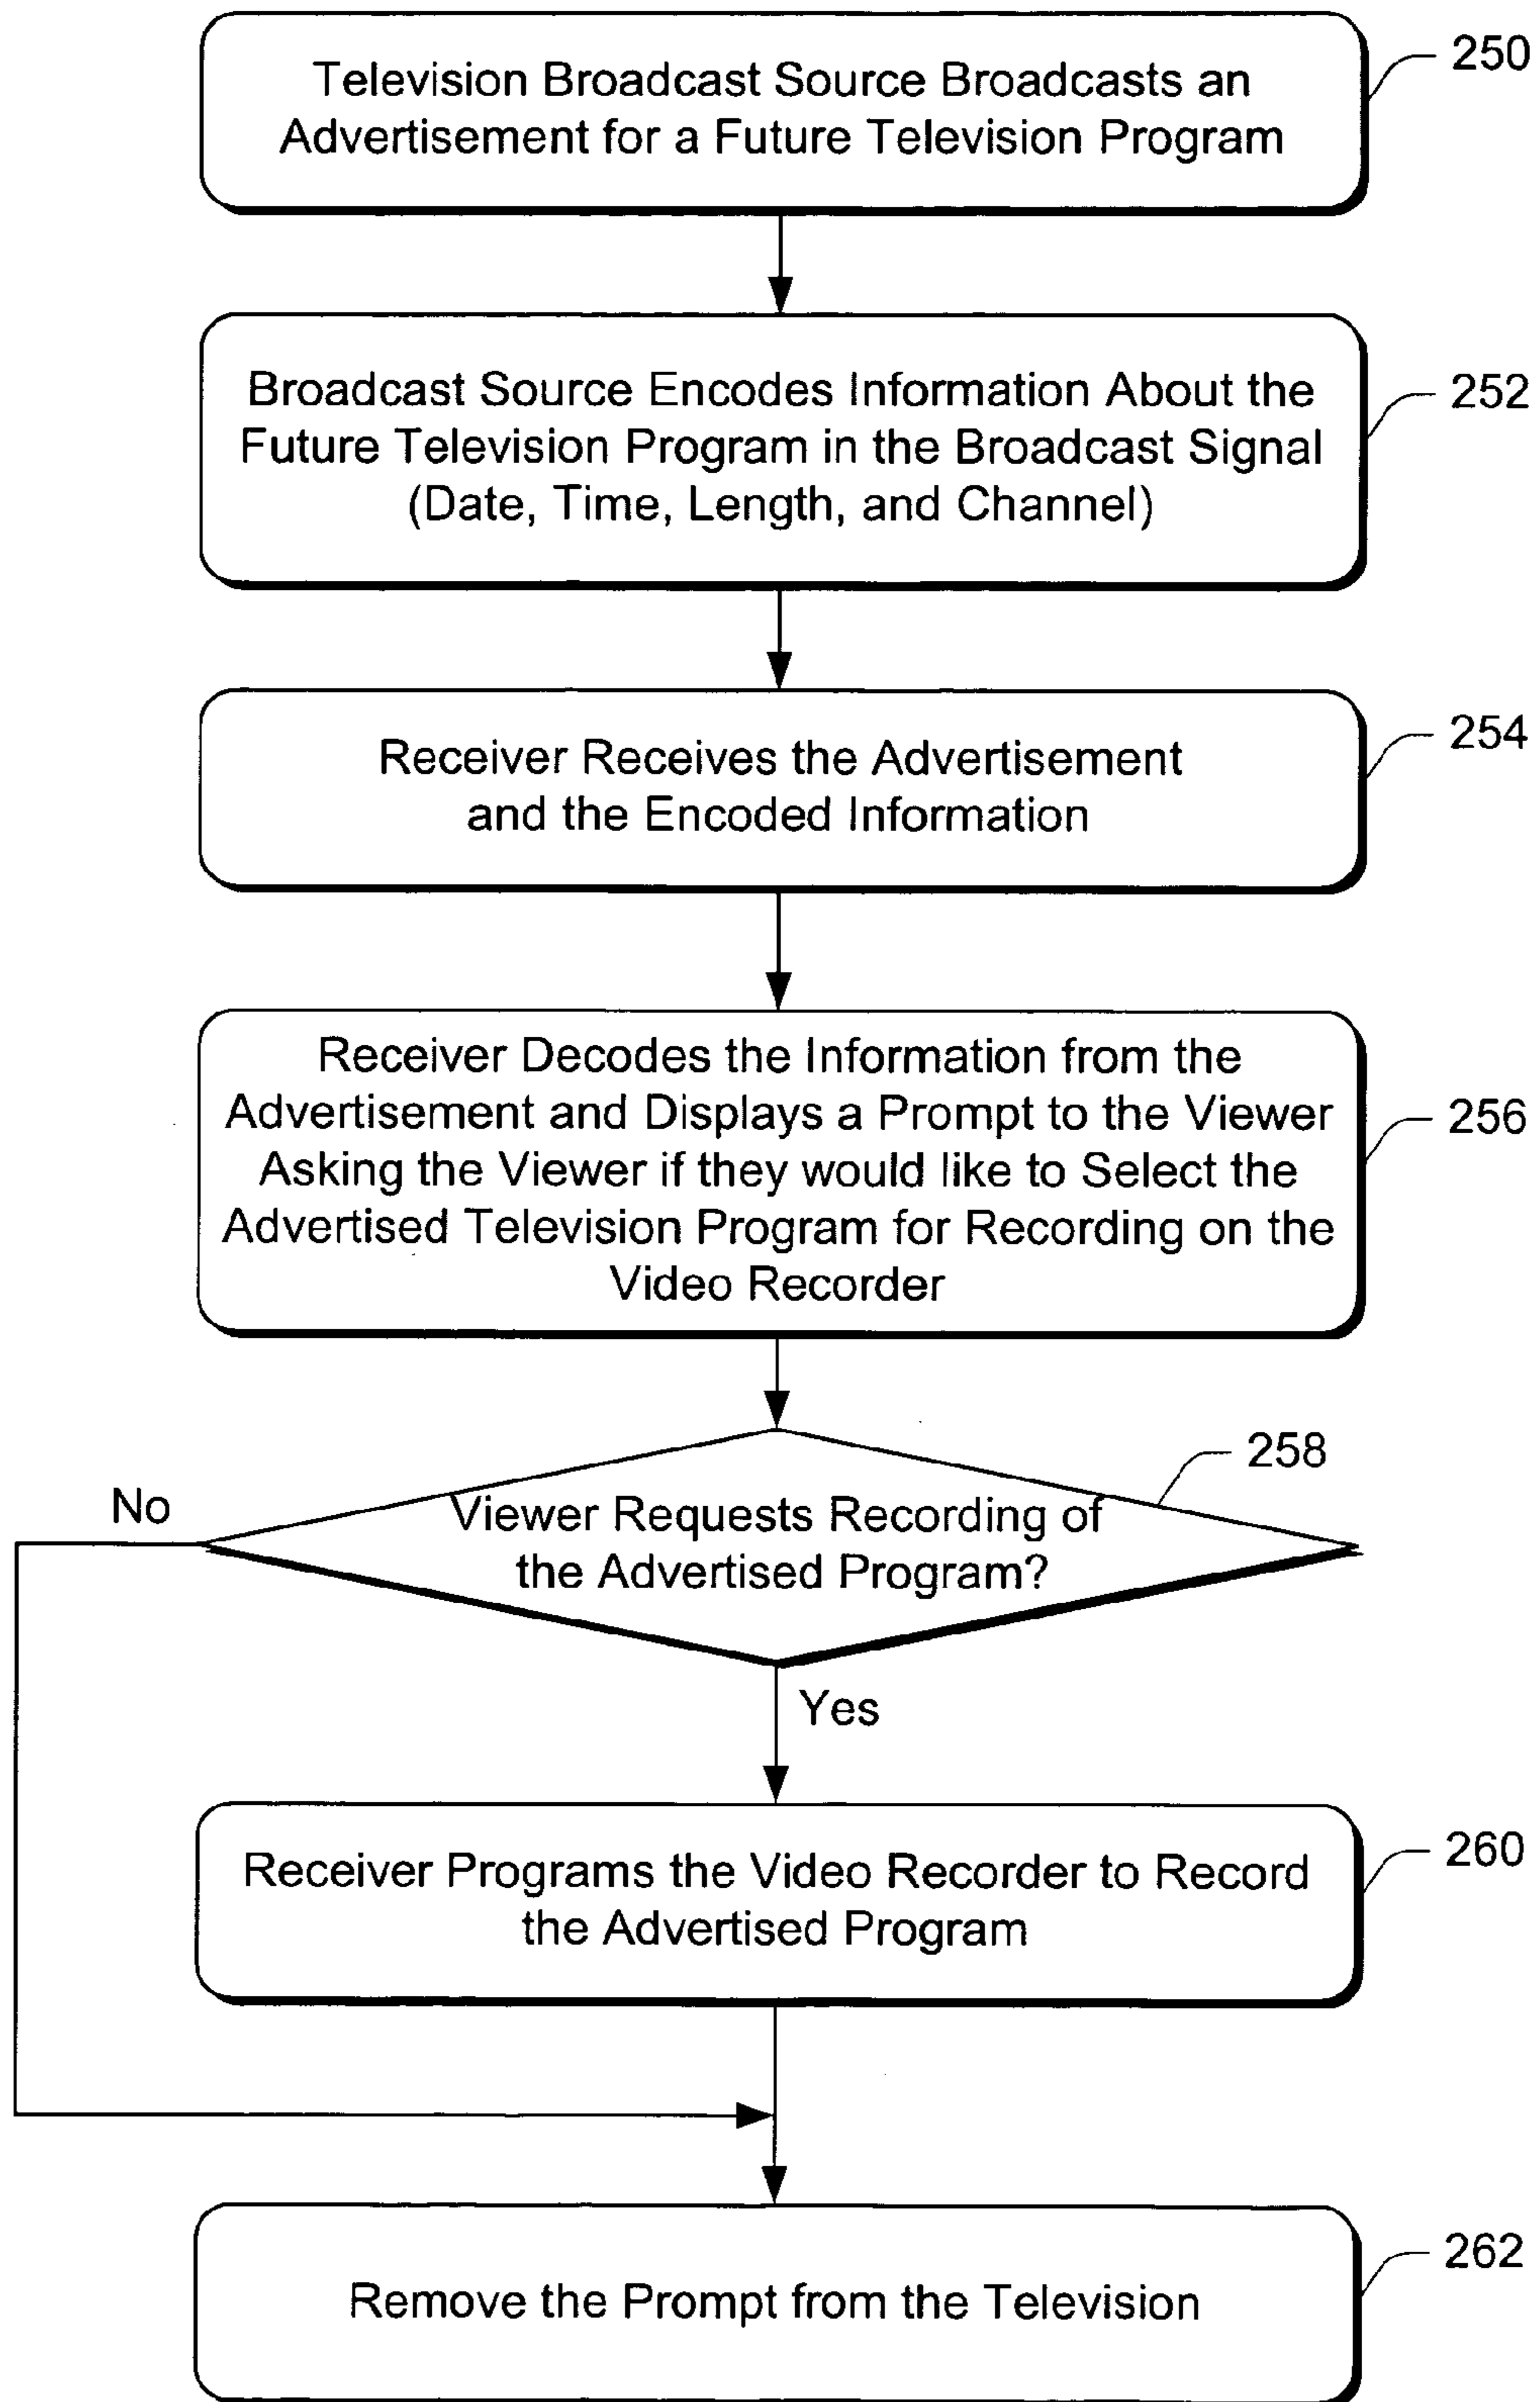 Television Broadcast Source Broadcasts an
Advertisement for a Future Television Program
250
Broadcast Source Encodes Information About the
Future Television Program in the Broadcast Signal
(Date, Time, Length, and Channel)
252
Receiver Receives the Advertisement
and the Encoded Information
254
Receiver Decodes the Information from the
Advertisement and Displays a Prompt to the Viewer
Asking the Viewer if they would like to Select the
Advertised Television Program for Recording on the
Video Recorder
256
258
No
Viewer Requests Recording of
the Advertised Program?
Yes
Receiver Programs the Video Recorder to Record
the Advertised Program
260
Remove the Prompt from the Television
262